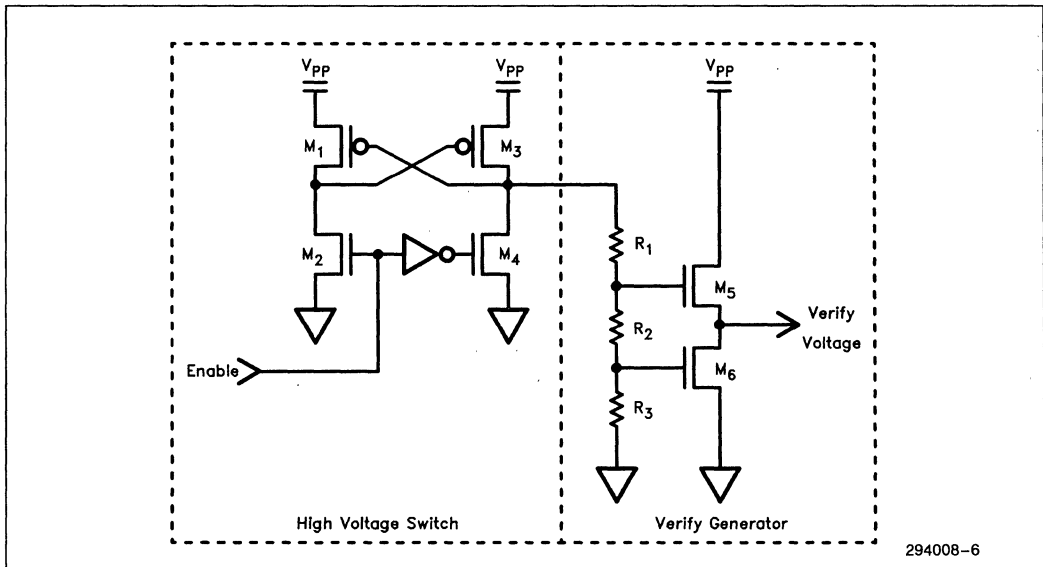 VPP
VPP
VPP
M1
M3
M2
M4
R1
M5
R2
Verify
Voltage
M6
Enable
R3
High Voltage Switch
Verify Generator
294008-6